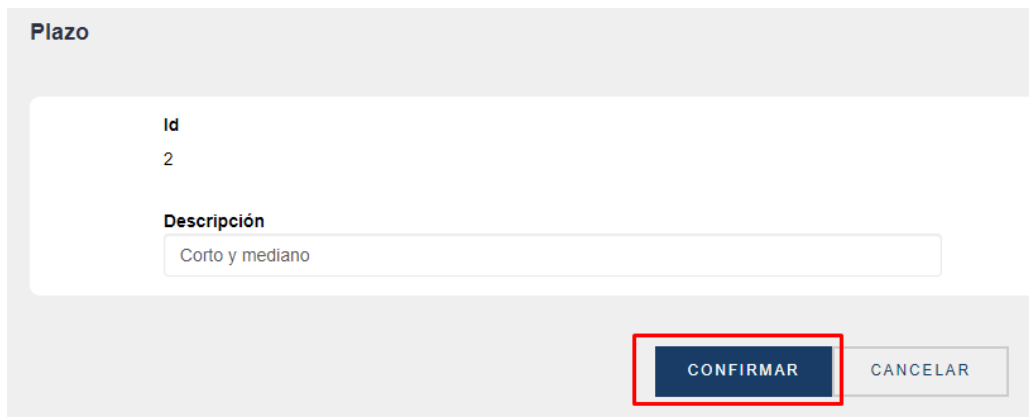 Plazo
Id
2
Descripción
Corto y mediano
CONFIRMAR CANCELAR